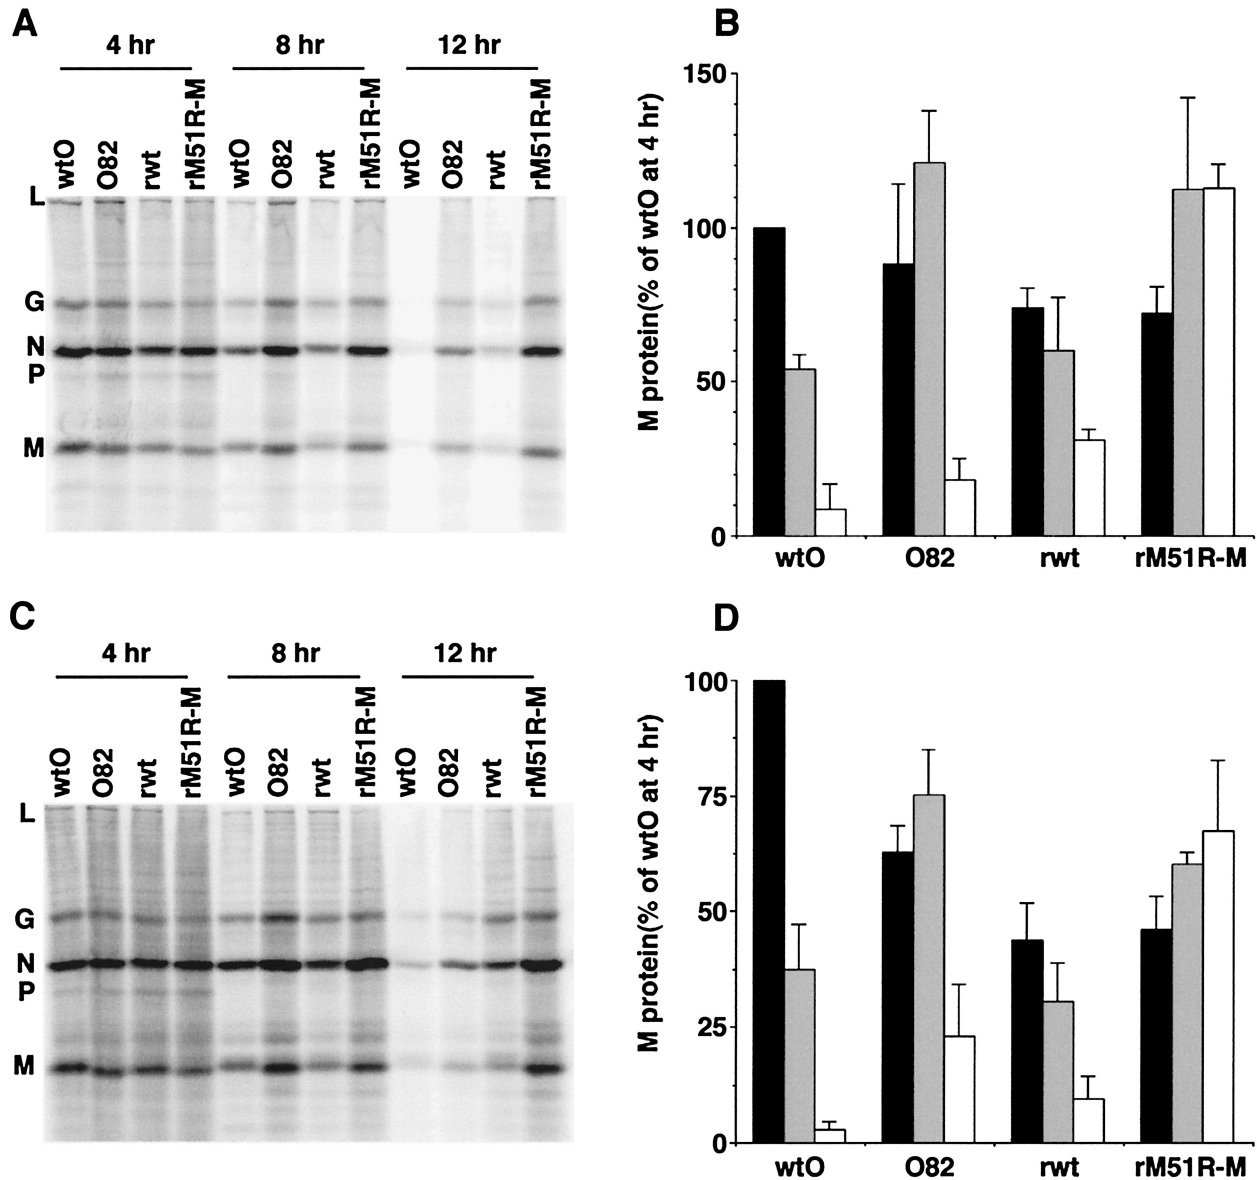 A
4 hr 8 hr 12 hr
wtO O82 rwt rM51R-M wtO O82 rwt rM51R-M wtO O82 rwt rM51R-M
L
G
N
P
M
B
M protein(% of wtO at 4 hr)
150
100
50
0
wtO O82 rwt rM51R-M
C
4 hr 8 hr 12 hr
wtO O82 rwt rM51R-M wtO O82 rwt rM51R-M wtO O82 rwt rM51R-M
L
G
N
P
M
D
M protein(% of wtO at 4 hr)
100
75
50
25
0
wtO O82 rwt rM51R-M